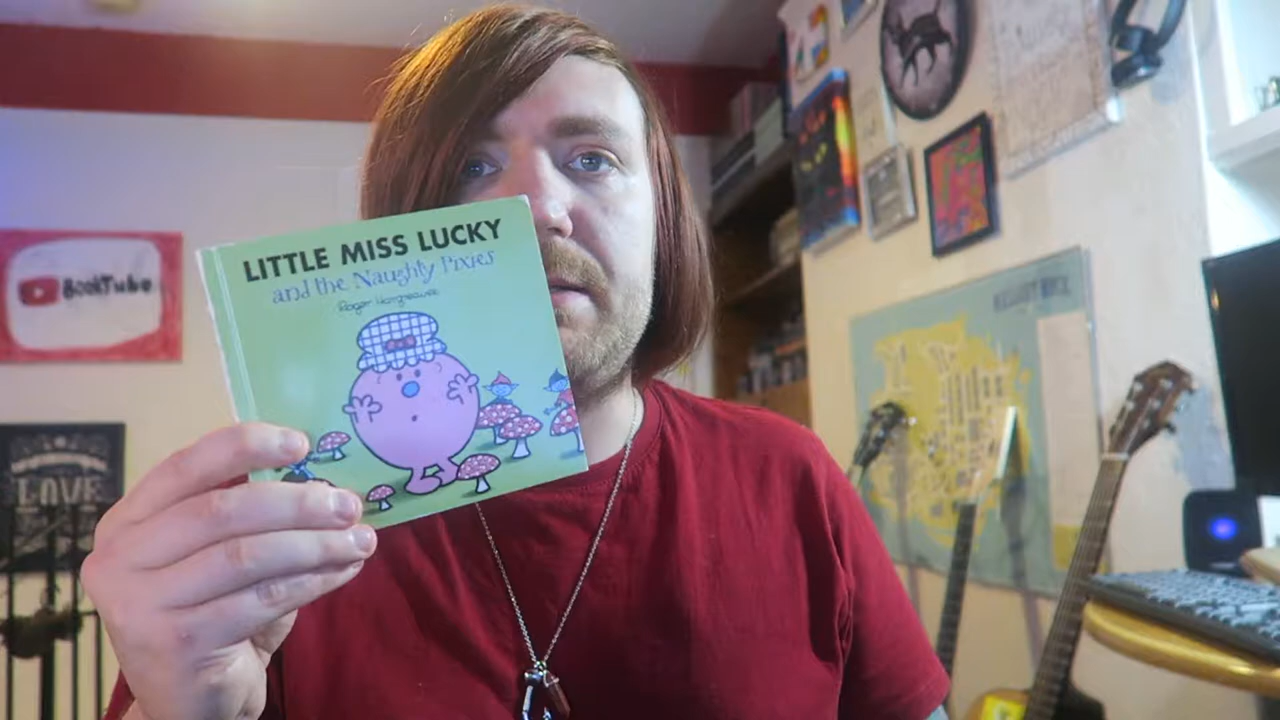 LITTLE MISS LUCKY
and the Naughty Pixies
Roger Hargreaves
BookTube
LOVE